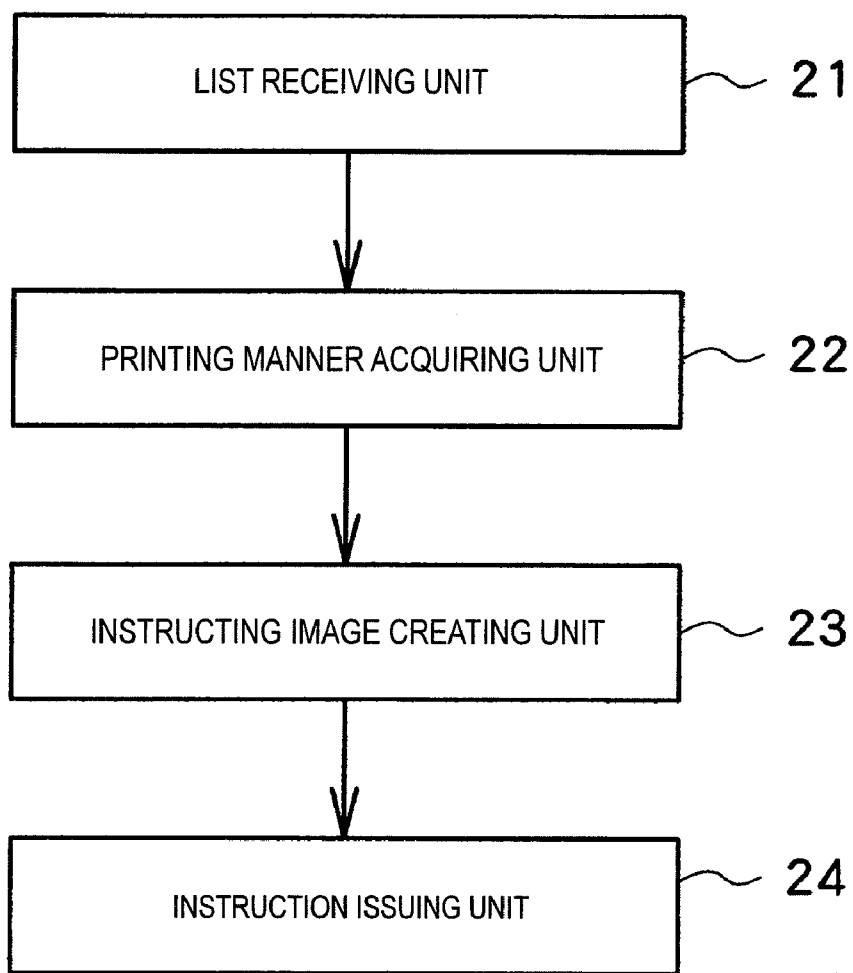 LIST RECEIVING UNIT 21
PRINTING MANNER ACQUIRING UNIT 22
INSTRUCTING IMAGE CREATING UNIT 23
INSTRUCTION ISSUING UNIT 24